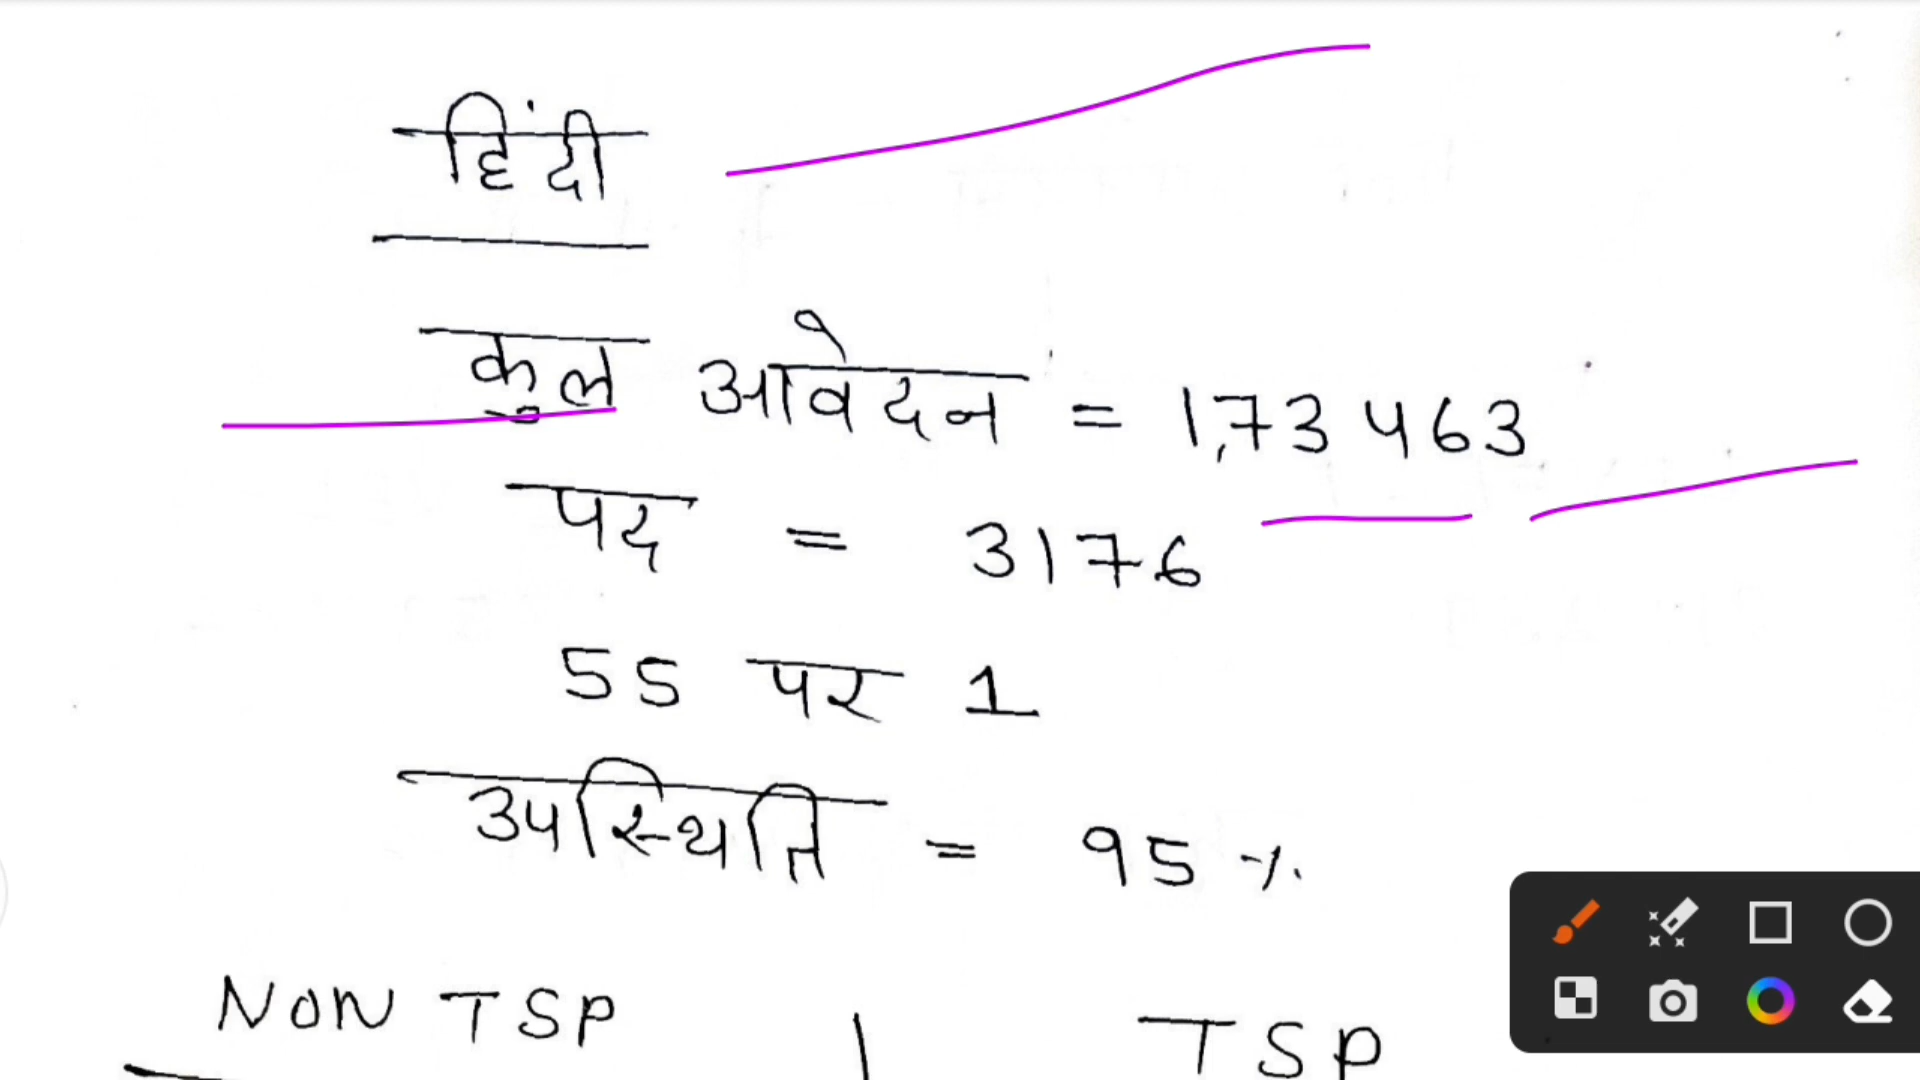 हिंदी
कुल आवेदन = 1,73463
पद = 3176
55 पर 1
उपस्थिति = 95 %
NON TSP | TSP